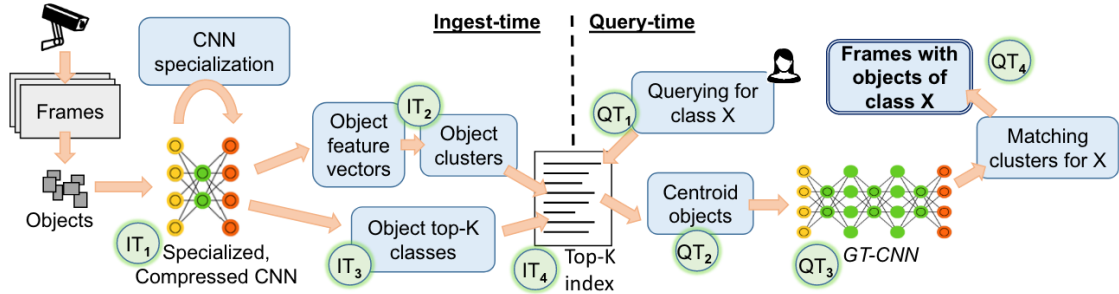 Ingest-time
Query-time
CNN
specialization
Frames
Objects
IT1
Specialized,
Compressed CNN
Object
feature
vectors
IT2
Object
clusters
Object top-K
classes
IT3
IT4
Top-K
index
QT1
Querying for
class X
Centroid
objects
QT2
QT3
GT-CNN
Matching
clusters for X
Frames with
objects of
class X
QT4